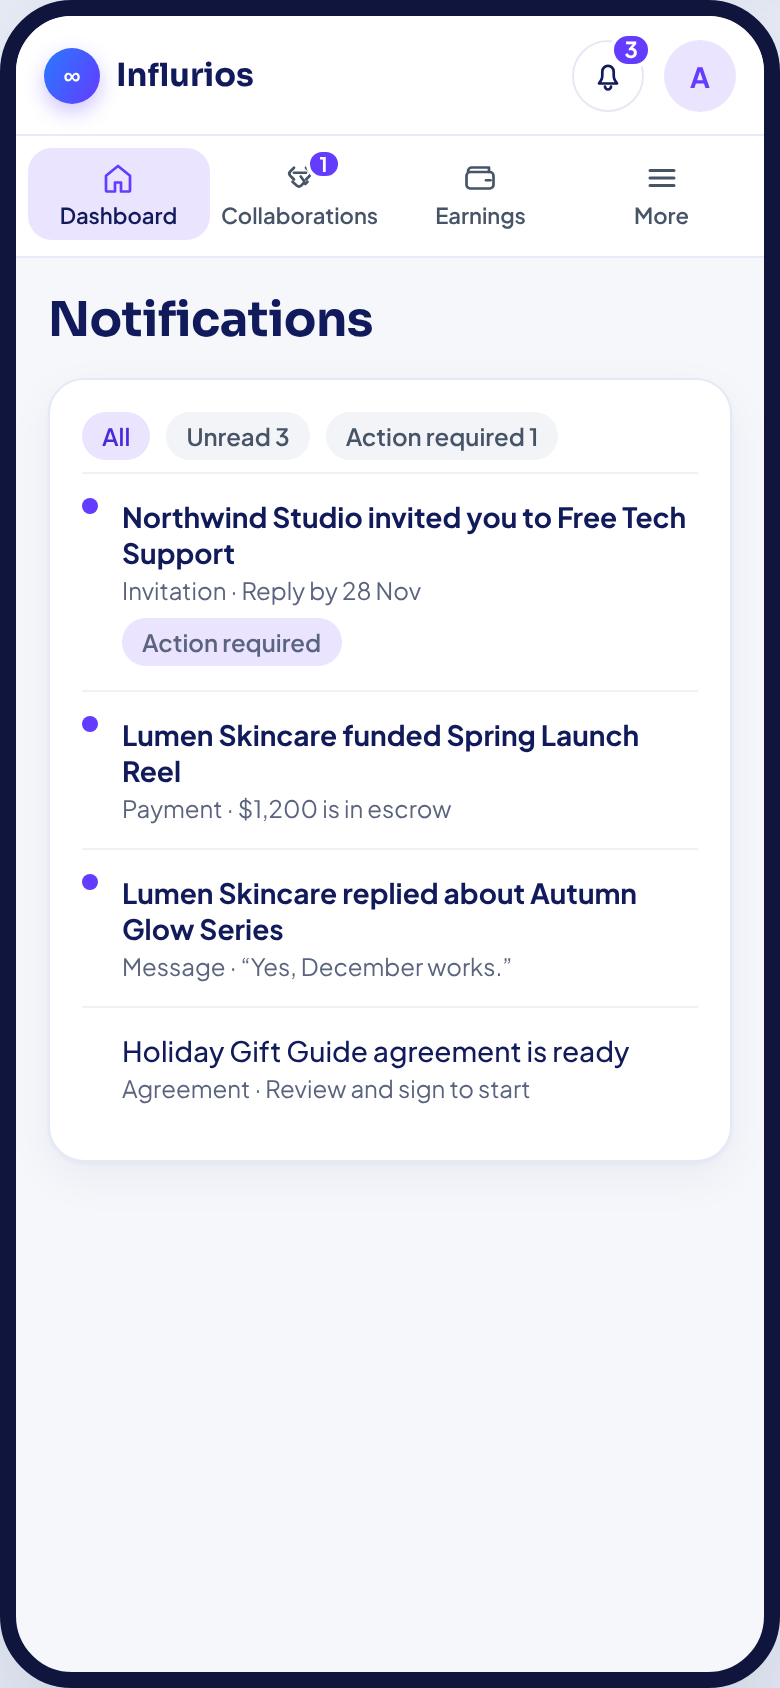 ∞ Influrios
3
A
Dashboard
1
Collaborations
Earnings
More
Notifications
All
Unread 3
Action required 1
Northwind Studio invited you to Free Tech
Support
Invitation · Reply by 28 Nov
Action required
Lumen Skincare funded Spring Launch
Reel
Payment · $1,200 is in escrow
Lumen Skincare replied about Autumn
Glow Series
Message · “Yes, December works.”
Holiday Gift Guide agreement is ready
Agreement · Review and sign to start